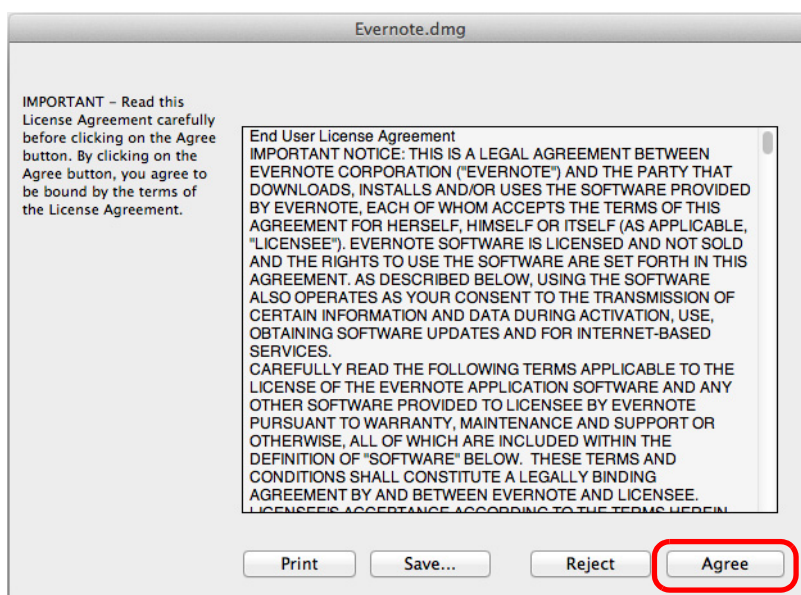 Evernote.dmg
IMPORTANT – Read this
License Agreement carefully
before clicking on the Agree
button. By clicking on the
Agree button, you agree to
be bound by the terms of
the License Agreement.
End User License Agreement
IMPORTANT NOTICE: THIS IS A LEGAL AGREEMENT BETWEEN
EVERNOTE CORPORATION ("EVERNOTE") AND THE PARTY THAT
DOWNLOADS, INSTALLS AND/OR USES THE SOFTWARE PROVIDED
BY EVERNOTE, EACH OF WHOM ACCEPTS THE TERMS OF THIS
AGREEMENT FOR HERSELF, HIMSELF OR ITSELF (AS APPLICABLE,
"LICENSEE"). EVERNOTE SOFTWARE IS LICENSED AND NOT SOLD
AND THE RIGHTS TO USE THE SOFTWARE ARE SET FORTH IN THIS
AGREEMENT. AS DESCRIBED BELOW, USING THE SOFTWARE
ALSO OPERATES AS YOUR CONSENT TO THE TRANSMISSION OF
CERTAIN INFORMATION AND DATA DURING ACTIVATION, USE,
OBTAINING SOFTWARE UPDATES AND FOR INTERNET-BASED
SERVICES.
CAREFULLY READ THE FOLLOWING TERMS APPLICABLE TO THE
LICENSE OF THE EVERNOTE APPLICATION SOFTWARE AND ANY
OTHER SOFTWARE PROVIDED TO LICENSEE BY EVERNOTE
PURSUANT TO WARRANTY, MAINTENANCE AND SUPPORT OR
OTHERWISE, ALL OF WHICH ARE INCLUDED WITHIN THE
DEFINITION OF "SOFTWARE" BELOW.  THESE TERMS AND
CONDITIONS SHALL CONSTITUTE A LEGALLY BINDING
AGREEMENT BY AND BETWEEN EVERNOTE AND LICENSEE.
LICENSEE'S ACCEPTANCE ACCORDING TO THE TERMS HEREIN
Print Save... Reject Agree